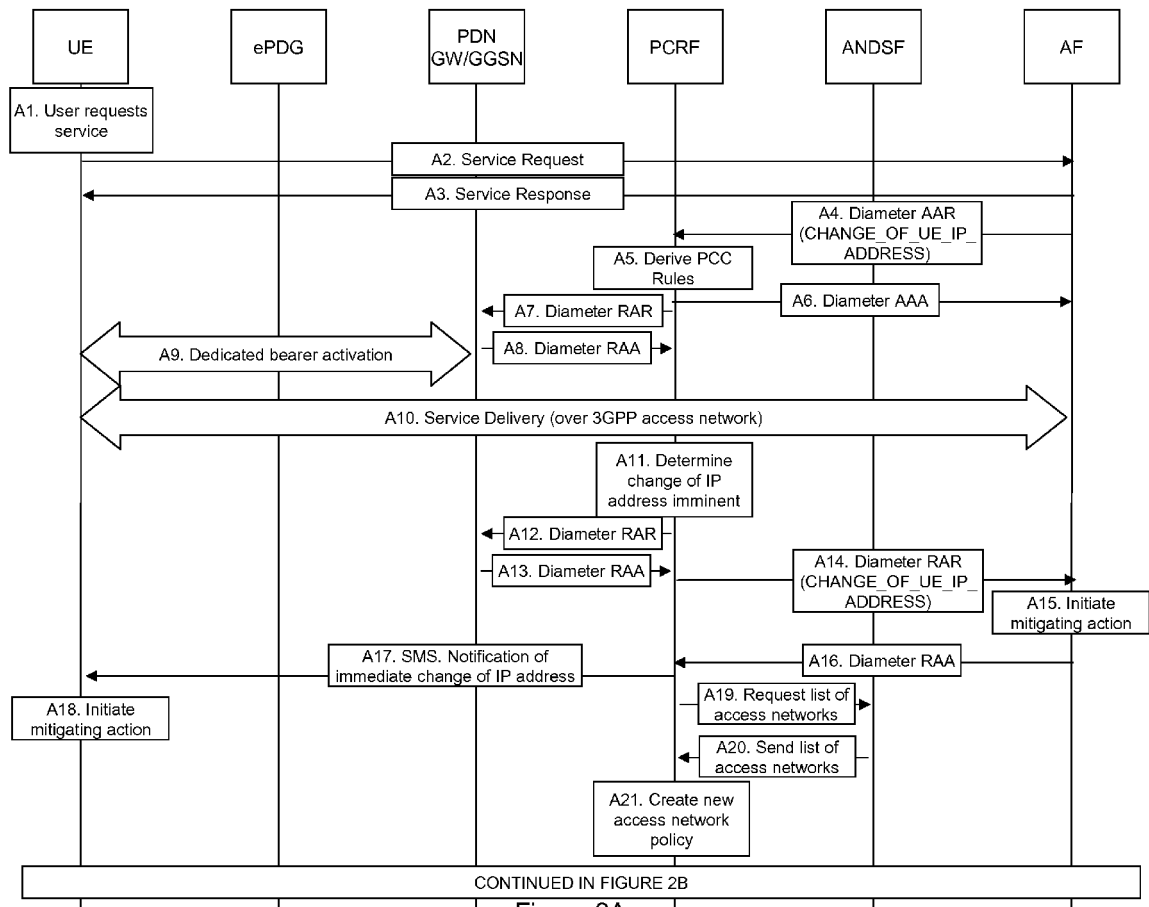 UE
ePDG
PDN
GW/GGSN
PCRF
ANDSF
AF
A1. User requests
service
A2. Service Request
A3. Service Response
A4. Diameter AAR
(CHANGE_OF_UE_IP_
ADDRESS)
A5. Derive PCC
Rules
A6. Diameter AAA
A7. Diameter RAR
A8. Diameter RAA
A9. Dedicated bearer activation
A10. Service Delivery (over 3GPP access network)
A11. Determine
change of IP
address imminent
A12. Diameter RAR
A13. Diameter RAA
A14. Diameter RAR
(CHANGE_OF_UE_IP_
ADDRESS)
A15. Initiate
mitigating action
A16. Diameter RAA
A17. SMS. Notification of
immediate change of IP address
A18. Initiate
mitigating action
A19. Request list of
access networks
A20. Send list of
access networks
A21. Create new
access network
policy
CONTINUED IN FIGURE 2B